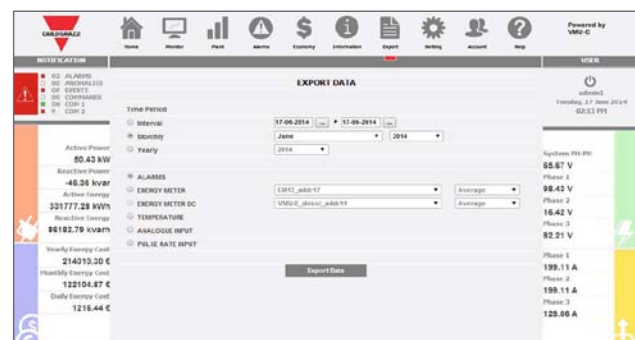 CARLO GAVAZZI
Home Monitor Plant Alarms Economy Information Export Setting Account Help
Powered by
VMU-C
NOTIFICATION
USER
02 ALARMS
00 ANOMALIES
00 EVENTS
00 COMMANDS
00 COM 1
0 COM 2
EXPORT DATA
admin1
Tuesday, 17 June 2014
02:13 PM
Time Period
Interval 17-06-2014 ... 17-06-2014 ...
Monthly June 2014
Yearly 2014
ALARMS
ENERGY METER EM12_addr17 Average
ENERGY METER DC VMU-E_direct_addr11 Average
TEMPERATURE
ANALOGUE INPUT
PULSE RATE INPUT
Export Data
Active Power
50.43 kW
Reactive Power
-46.36 kvar
Active Energy
331777.28 kWh
Reactive Energy
86182.79 kvarh
Yearly Energy Cost
214010.30 €
Monthly Energy Cost
122104.87 €
Daily Energy Cost
1216.44 €
System PH-PH
65.67 V
Phase 1
98.43 V
Phase 2
16.42 V
Phase 3
82.21 V
Phase 1
199.11 A
Phase 2
199.11 A
Phase 3
128.06 A